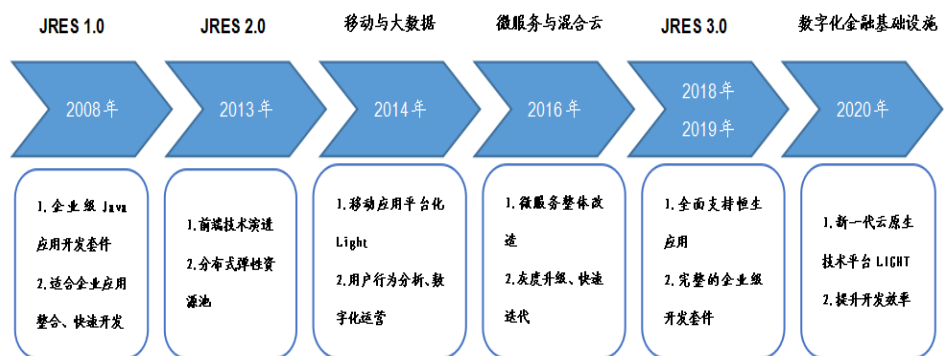 JRES 1.0
JRES 2.0
移动与大数据
微服务与混合云
JRES 3.0
数字化金融基础设施
2008年
2013年
2014年
2016年
2018年
2019年
2020年
1.企业级 Java
应用开发套件
2.适合企业应用
整合、快速开发
1.前端技术演进
2.分布式弹性资
源池
1.移动应用平台化
Light
2.用户行为分析、数
字化运营
1.微服务整体改
造
2.灰度升级、快速
迭代
1.全面支持恒生
应用
2.完整的企业级
开发套件
1.新一代云原生
技术平台 LIGHT
2.提升开发效率